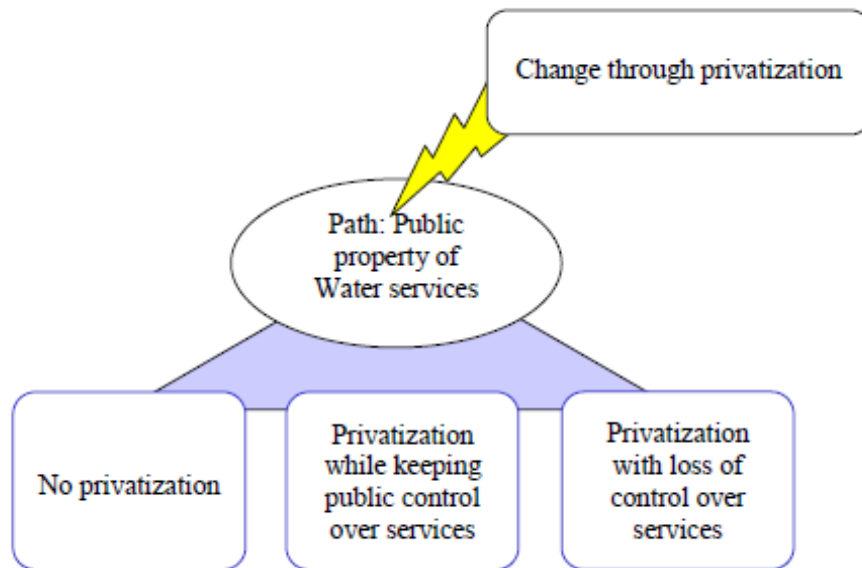 Change through privatization
Path: Public
property of
Water services
No privatization
Privatization
while keeping
public control
over services
Privatization
with loss of
control over
services